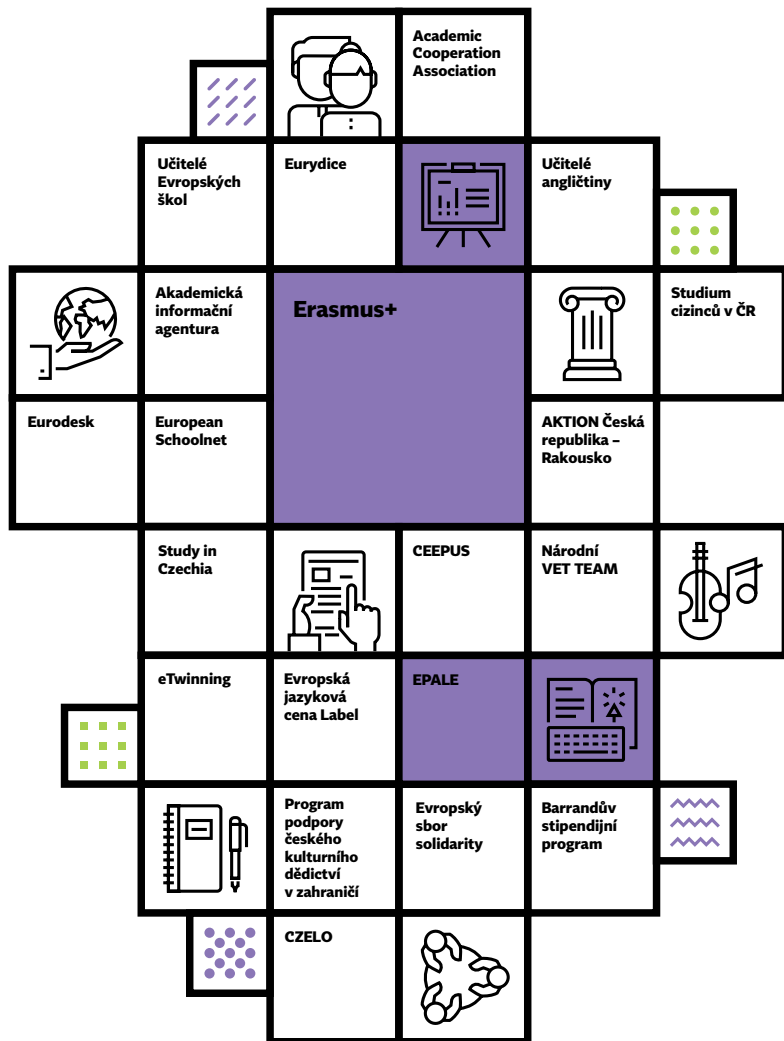 Academic
Cooperation
Association
Učitelé
Evropských
škol
Eurydice
Učitelé
angličtiny
Akademická
informační
agentura
Erasmus+
Studium
cizinců v ČR
Eurodesk
European
Schoolnet
AKTION Česká
republika –
Rakousko
Study in
Czechia
CEEPUS
Národní
VET TEAM
eTwinning
Evropská
jazyková
cena Label
EPALE
Program
podpory
českého
kulturního
dědictví
v zahraničí
Evropský
sbor
solidarity
Barrandův
stipendijní
program
CZELO